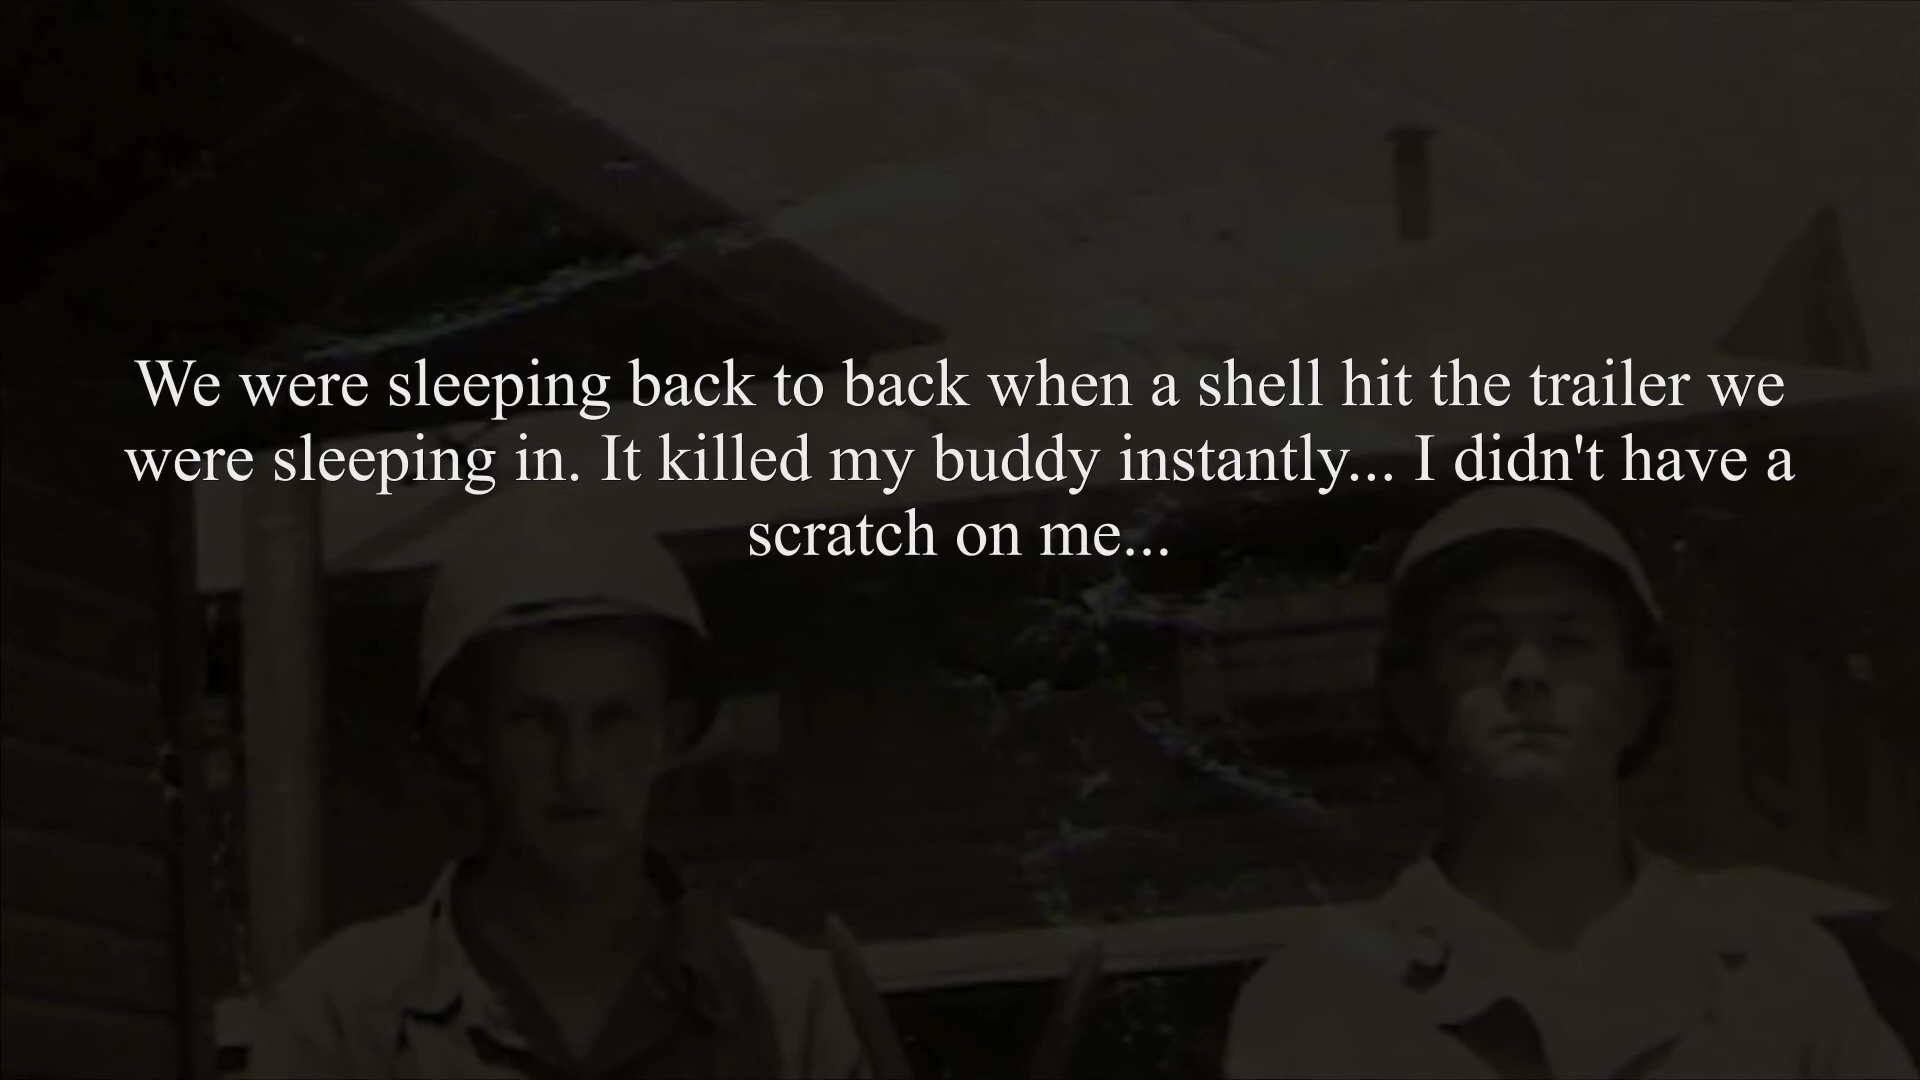 We were sleeping back to back when a shell hit the trailer we
were sleeping in. It killed my buddy instantly... I didn't have a
scratch on me...